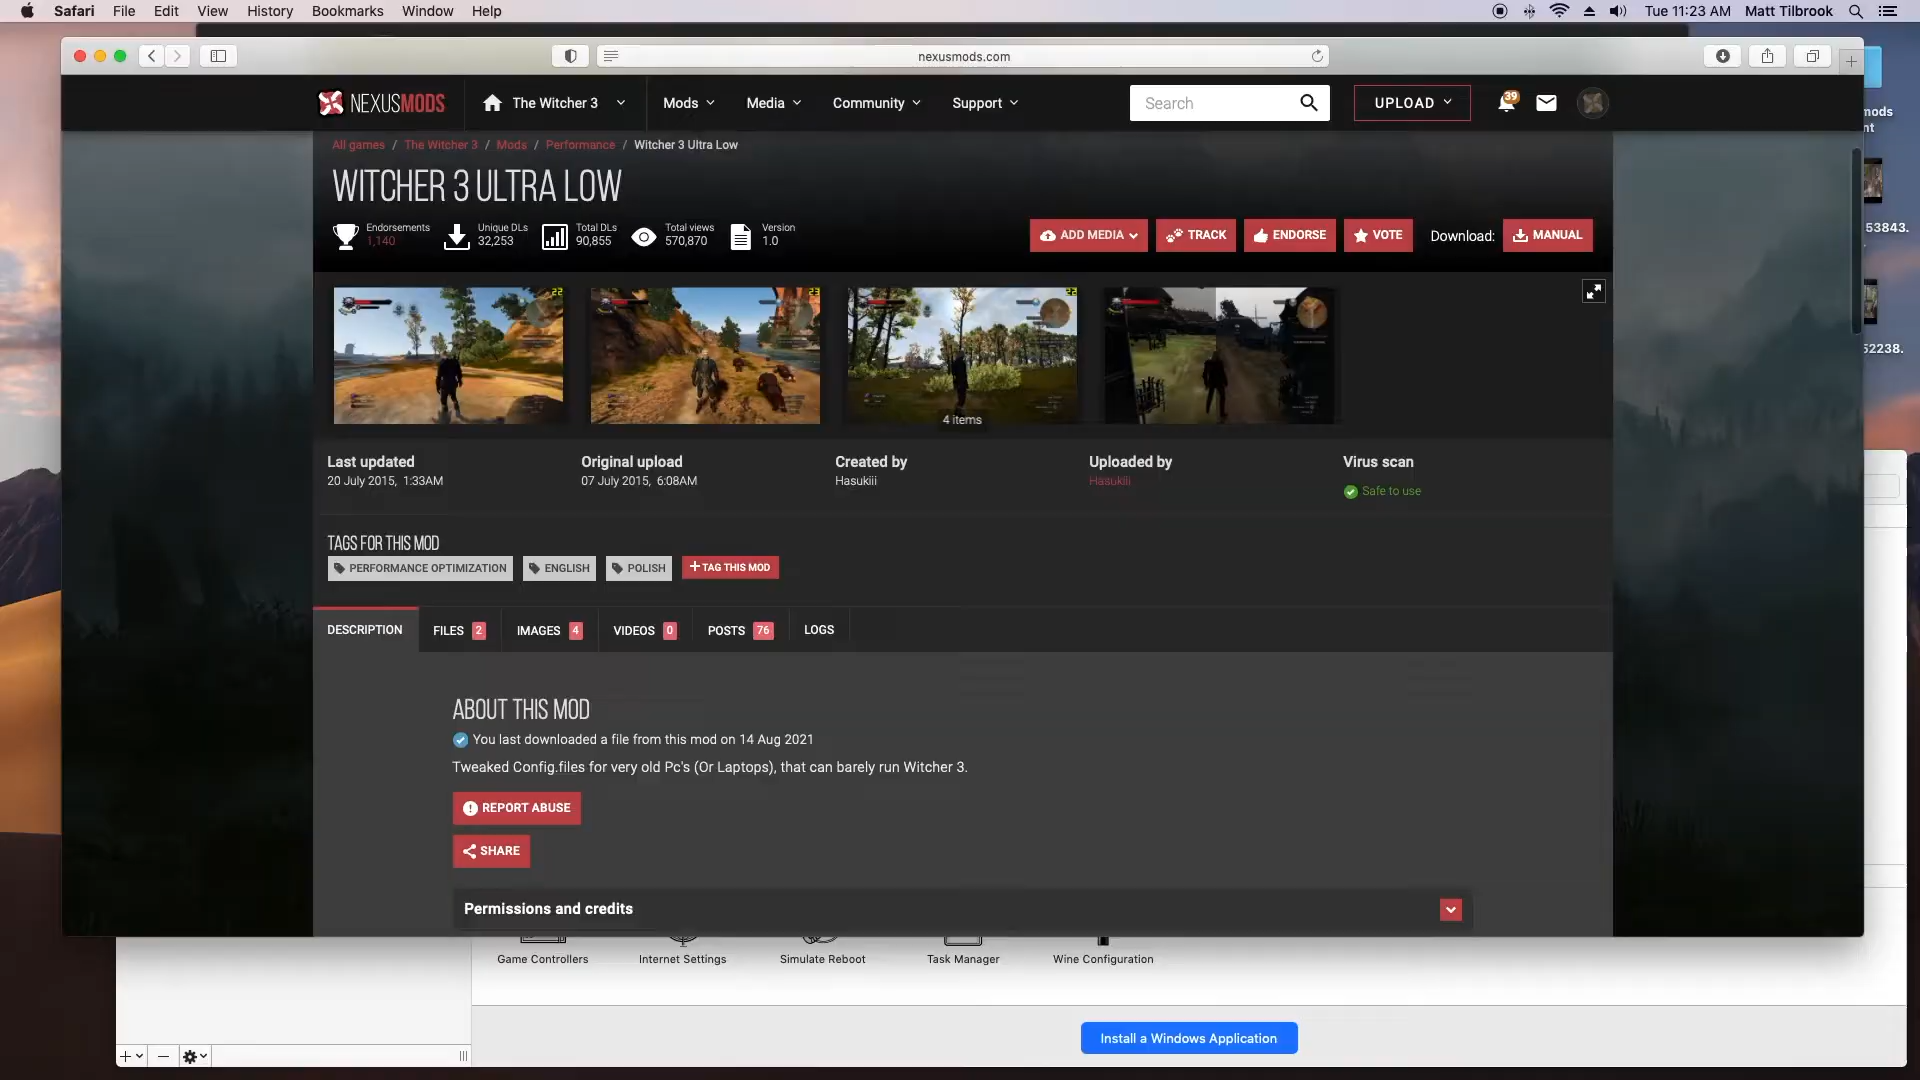 Safari File Edit View History Bookmarks Window Help
Tue 11:23 AM Matt Tilbrook
nexusmods.com
NEXUSMODS
The Witcher 3
Mods Media Community Support
Search
UPLOAD
39
All games / The Witcher 3 / Mods / Performance / Witcher 3 Ultra Low
WITCHER 3 ULTRA LOW
Endorsements
1,140
Unique DLs
32,253
Total DLs
90,855
Total views
570,870
Version
1.0
ADD MEDIA
TRACK
ENDORSE
VOTE
Download:
MANUAL
53843.
52238.
4 items
Last updated
20 July 2015, 1:33AM
Original upload
07 July 2015, 6:08AM
Created by
Hasukiii
Uploaded by
Hasukiii
Virus scan
Safe to use
TAGS FOR THIS MOD
PERFORMANCE OPTIMIZATION
ENGLISH
POLISH
TAG THIS MOD
DESCRIPTION
FILES 2
IMAGES 4
VIDEOS 0
POSTS 76
LOGS
ABOUT THIS MOD
You last downloaded a file from this mod on 14 Aug 2021
Tweaked Config.files for very old Pc's (Or Laptops), that can barely run Witcher 3.
REPORT ABUSE
SHARE
Permissions and credits
Game Controllers
Internet Settings
Simulate Reboot
Task Manager
Wine Configuration
Install a Windows Application